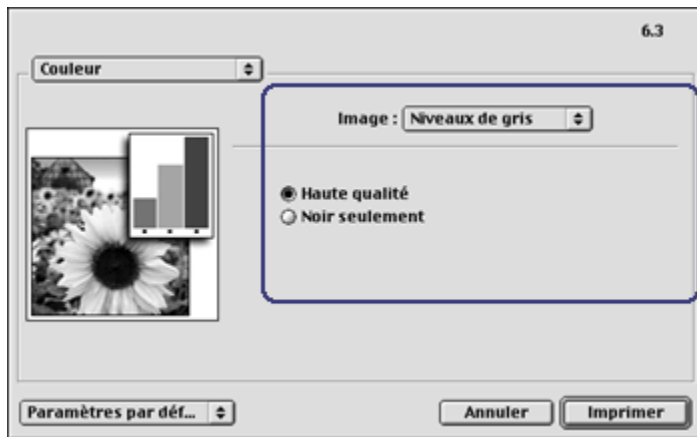 6.3
Couleur
Image : Niveaux de gris
Haute qualité
Noir seulement
Paramètres par déf...
Annuler
Imprimer